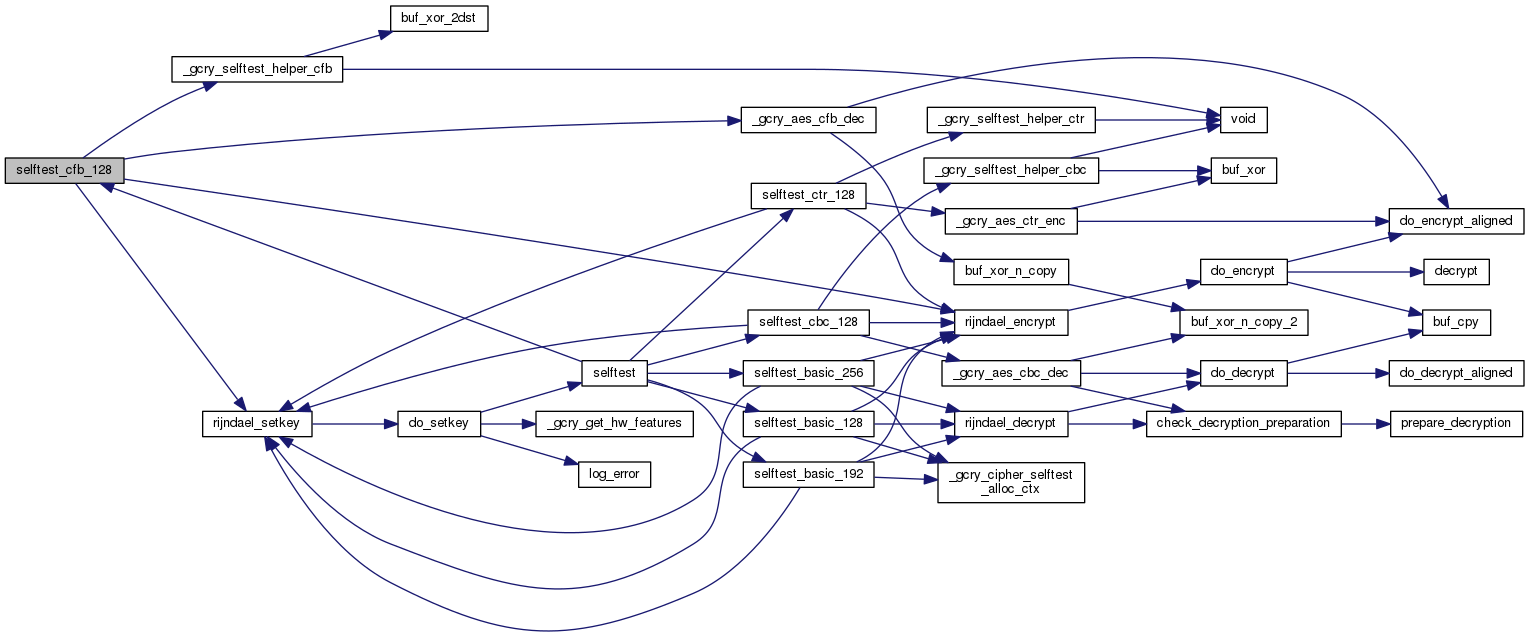 buf_xor_2dst
_gcry_selftest_helper_cfb
_gcry_aes_cfb_dec
_gcry_selftest_helper_ctr
void
selftest_cfb_128
_gcry_selftest_helper_cbc
buf_xor
selftest_ctr_128
_gcry_aes_ctr_enc
do_encrypt_aligned
buf_xor_n_copy
do_encrypt
decrypt
selftest_cbc_128
rijndael_encrypt
buf_xor_n_copy_2
buf_cpy
selftest
selftest_basic_256
_gcry_aes_cbc_dec
do_decrypt
do_decrypt_aligned
rijndael_setkey
do_setkey
_gcry_get_hw_features
selftest_basic_128
rijndael_decrypt
check_decryption_preparation
prepare_decryption
log_error
selftest_basic_192
_gcry_cipher_selftest
_alloc_ctx